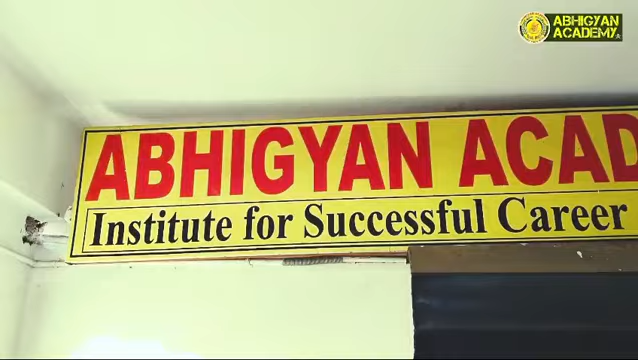 ABHIGYAN
ACADEMY
ABHIGYAN ACAD
Institute for Successful Career